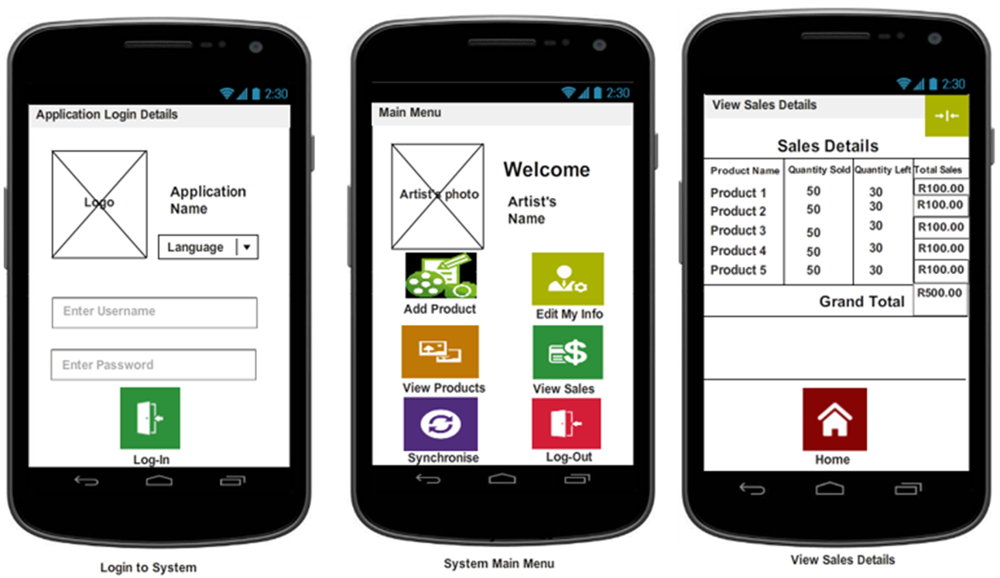 2:30
Application Login Details
Logo
Application
Name
Language
Enter Username
Enter Password
Log-In
Login to System
2:30
Main Menu
Artist's photo
Welcome
Artist's
Name
Add Product
Edit My Info
View Products
View Sales
Synchronise
Log-Out
System Main Menu
2:30
View Sales Details
Sales Details
Product Name Quantity Sold Quantity Left Total Sales
Product 1 50 30 R100.00
Product 2 50 30 R100.00
Product 3 50 30 R100.00
Product 4 50 30 R100.00
Product 5 50 30 R100.00
Grand Total R500.00
Home
View Sales Details